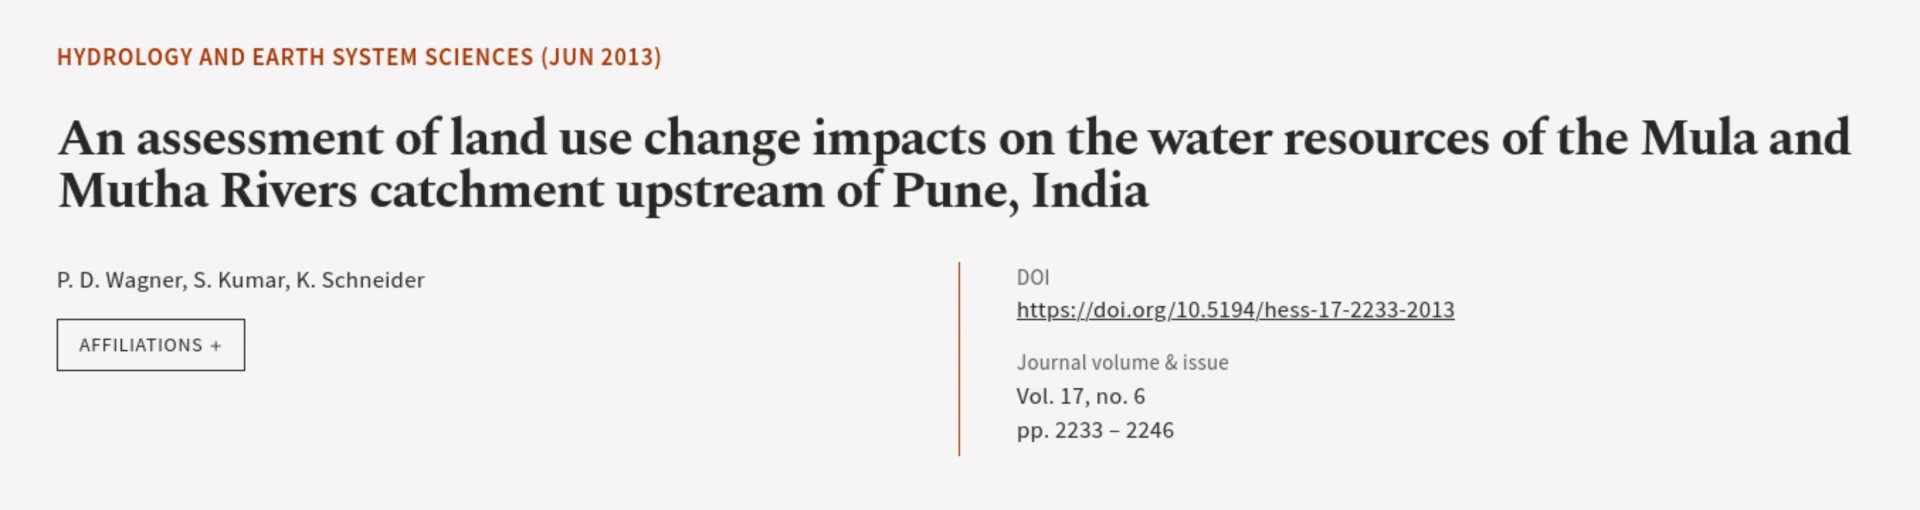 HYDROLOGY AND EARTH SYSTEM SCIENCES (JUN 2013)
An assessment of land use change impacts on the water resources of the Mula and
Mutha Rivers catchment upstream of Pune, India
P. D. Wagner, S. Kumar, K. Schneider
AFFILIATIONS +
DOI
https://doi.org/10.5194/hess-17-2233-2013
Journal volume & issue
Vol. 17, no. 6
pp. 2233 – 2246